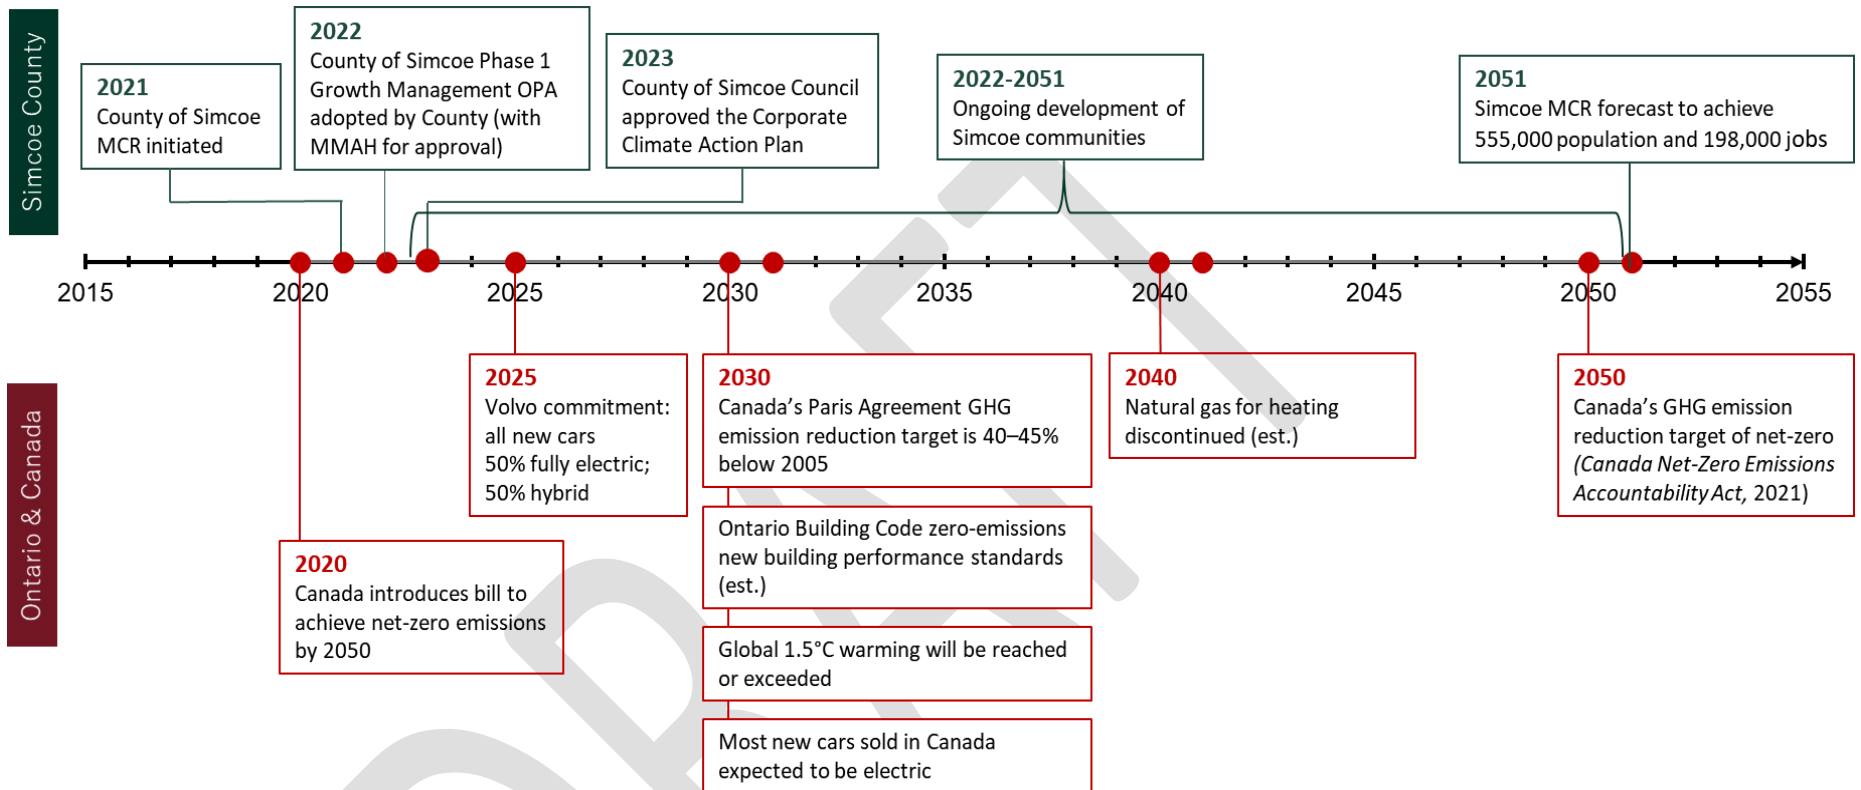 Simcoe County
2021
County of Simcoe
MCR initiated
2022
County of Simcoe Phase 1
Growth Management OPA
adopted by County (with
MMAH for approval)
2023
County of Simcoe Council
approved the Corporate
Climate Action Plan
2022-2051
Ongoing development of
Simcoe communities
2051
Simcoe MCR forecast to achieve
555,000 population and 198,000 jobs
2015 2020 2025 2030 2035 2040 2045 2050 2055
Ontario & Canada
2020
Canada introduces bill to
achieve net-zero emissions
by 2050
2025
Volvo commitment:
all new cars
50% fully electric;
50% hybrid
2030
Canada’s Paris Agreement GHG
emission reduction target is 40–45%
below 2005
Ontario Building Code zero-emissions
new building performance standards
(est.)
Global 1.5°C warming will be reached
or exceeded
Most new cars sold in Canada
expected to be electric
2040
Natural gas for heating
discontinued (est.)
2050
Canada’s GHG emission
reduction target of net-zero
(Canada Net-Zero Emissions
Accountability Act, 2021)
DRAFT